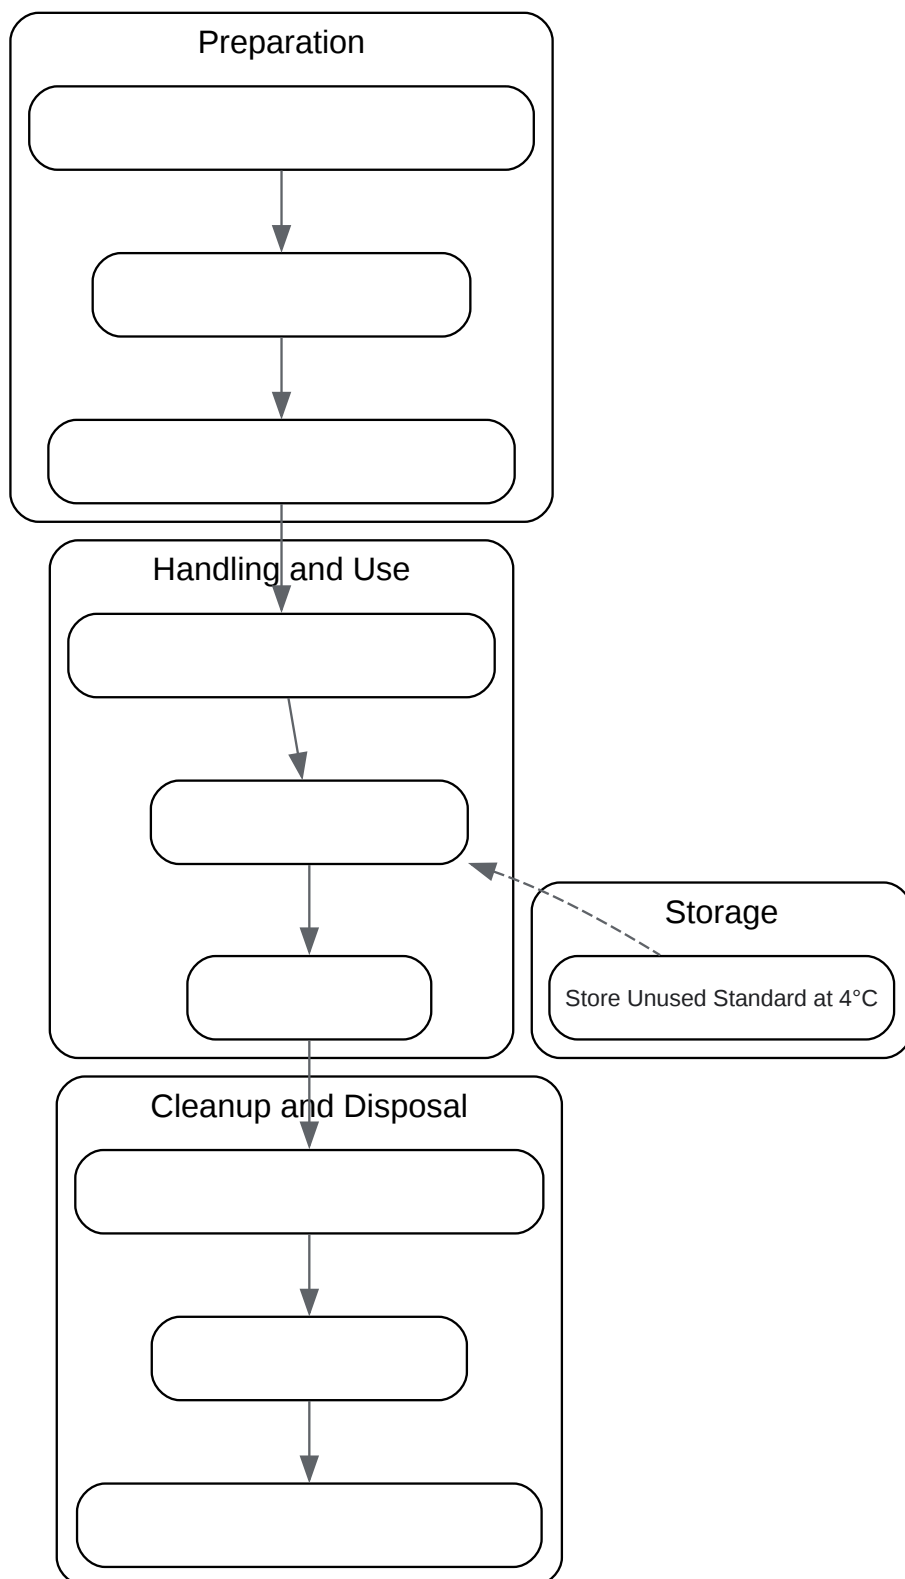 Preparation
Handling and Use
Storage
Store Unused Standard at 4°C
Cleanup and Disposal